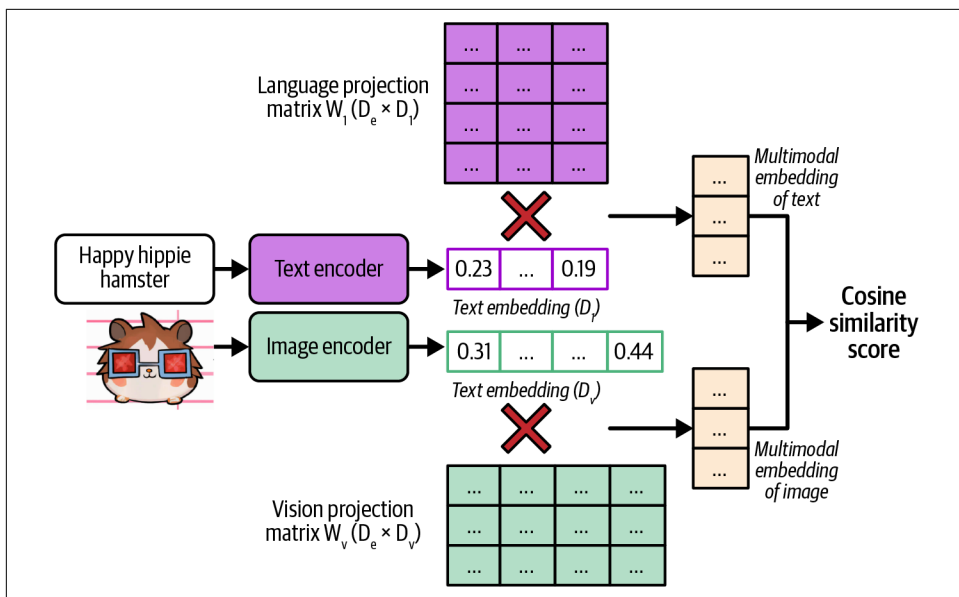 Language projection
matrix W₁ (Dₑ × D₁)
... ... ...
... ... ...
... ... ...
... ... ...
Happy hippie
hamster
Text encoder
0.23 ... 0.19
Text embedding (D₁)
Image encoder
0.31 ... ... 0.44
Text embedding (Dᵥ)
Vision projection
matrix Wᵥ (Dₑ × Dᵥ)
... ... ... ...
... ... ... ...
... ... ... ...
...
...
...
Multimodal
embedding
of text
...
...
...
Multimodal
embedding
of image
Cosine
similarity
score